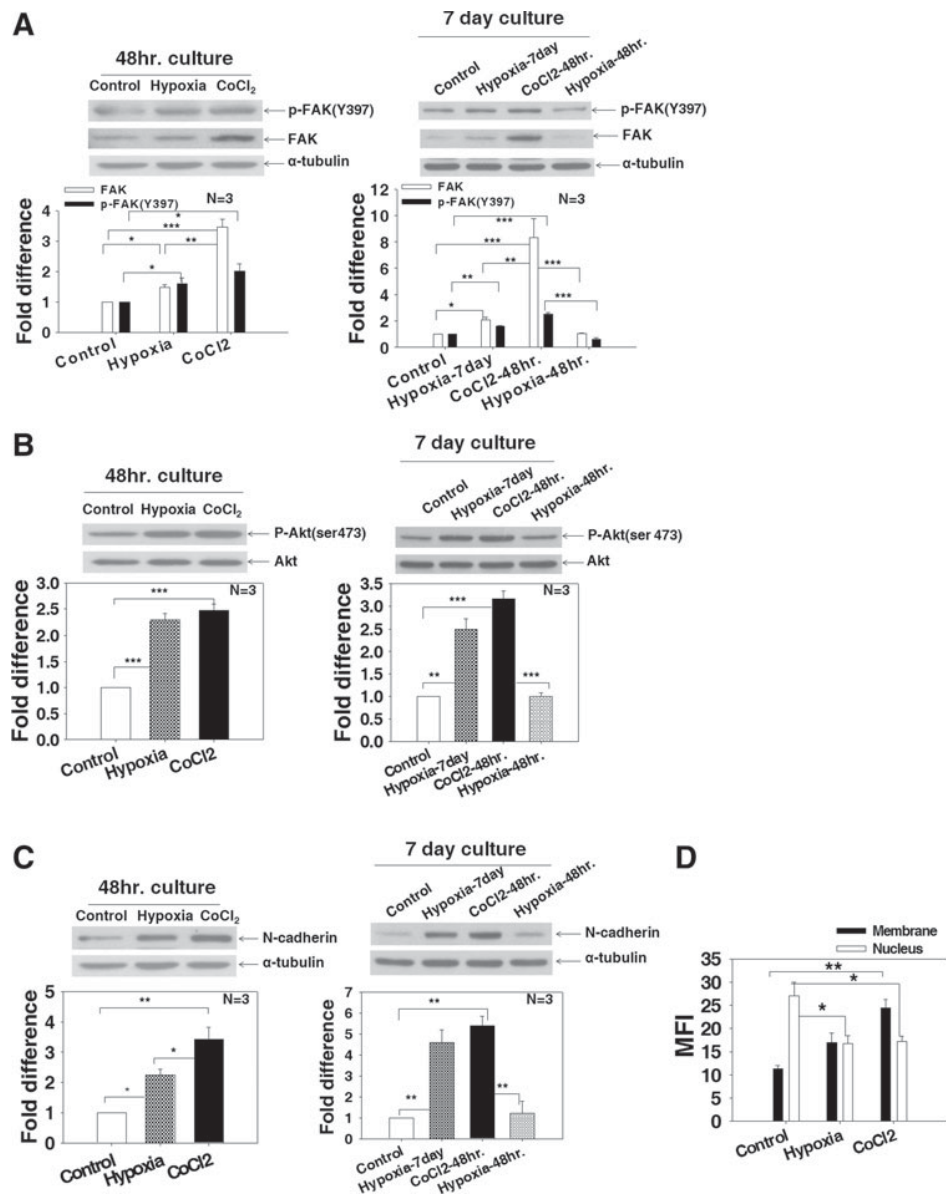 A
48hr. culture
Control Hypoxia CoCl2
p-FAK(Y397)
FAK
α-tubulin
FAK
p-FAK(Y397)
N=3
* *** * ** *
Fold difference
4
3
2
1
0
Control
Hypoxia
CoCl2
7 day culture
Control
Hypoxia-7day
CoCl2-48hr.
Hypoxia-48hr.
p-FAK(Y397)
FAK
α-tubulin
FAK
p-FAK(Y397)
N=3
*** *** ** *** ** *** *
Fold difference
12
10
8
6
4
2
0
Control
Hypoxia-7day
CoCl2-48hr.
Hypoxia-48hr.
B
48hr. culture
Control Hypoxia CoCl2
P-Akt(ser473)
Akt
N=3
*** ***
Fold difference
3.0
2.5
2.0
1.5
1.0
0.5
0.0
Control
Hypoxia
CoCl2
7 day culture
Control
Hypoxia-7day
CoCl2-48hr.
Hypoxia-48hr.
P-Akt(ser 473)
Akt
N=3
*** ** ***
Fold difference
3.5
3.0
2.5
2.0
1.5
1.0
0.5
0.0
Control
Hypoxia-7day
CoCl2-48hr.
Hypoxia-48hr.
C
48hr. culture
Control Hypoxia CoCl2
N-cadherin
α-tubulin
N=3
** * *
Fold difference
5
4
3
2
1
0
Control
Hypoxia
CoCl2
7 day culture
Control
Hypoxia-7day
CoCl2-48hr.
Hypoxia-48hr.
N-cadherin
α-tubulin
N=3
** ** **
Fold difference
7
6
5
4
3
2
1
0
Control
Hypoxia-7day
CoCl2-48hr.
Hypoxia-48hr.
D
Membrane
Nucleus
** * *
MFI
35
30
25
20
15
10
5
0
Control
Hypoxia
CoCl2